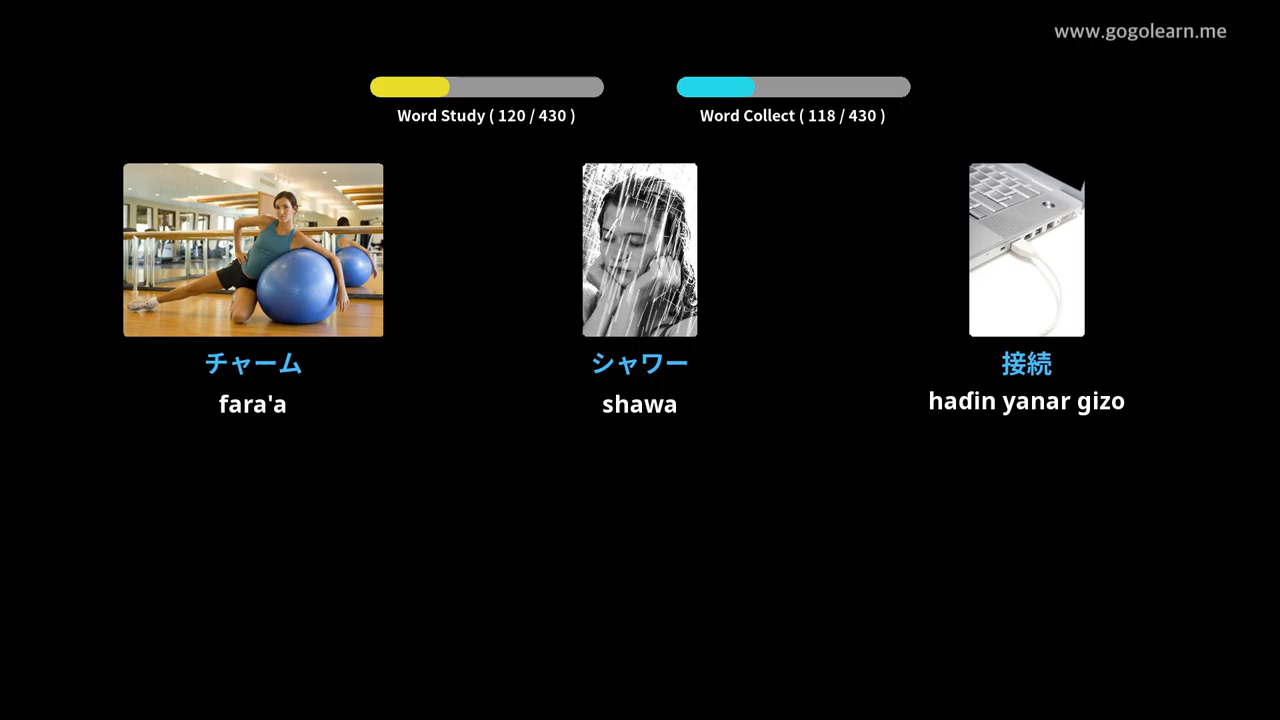 www.gogolearn.me
Word Study ( 120 / 430 )
Word Collect ( 118 / 430 )
チャーム
シャワー
接続
fara'a
shawa
haɗin yanar gizo